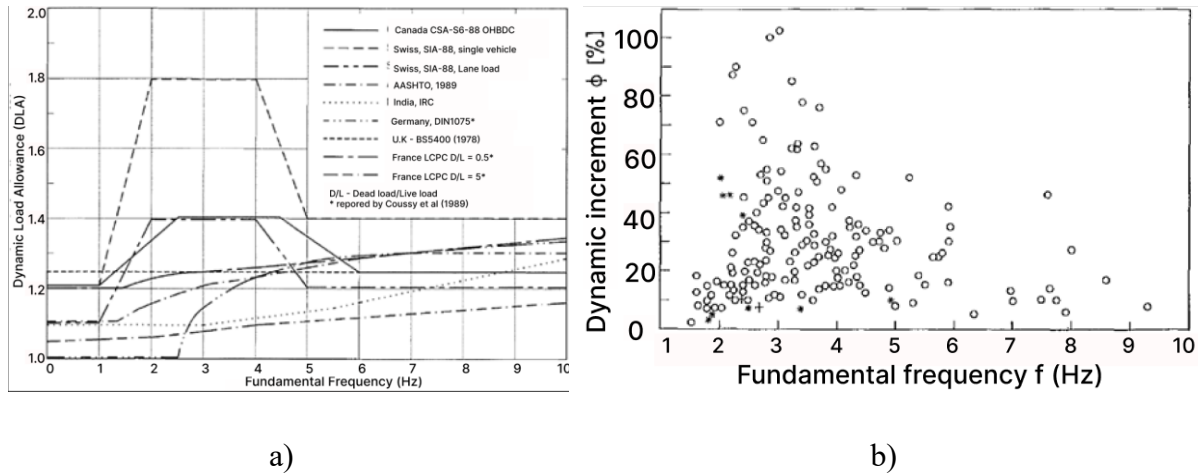 2.0
1.8
1.6
1.4
1.2
1.0
Dynamic Load Allowance (DLA)
0 1 2 3 4 5 6 7 8 9 10
Fundamental Frequency (Hz)
Canada CSA-S6-88 OHBDC
Swiss, SIA-88, single vehicle
Swiss, SIA-88, Lane load
AASHTO, 1989
India, IRC
Germany, DIN1075*
U.K - BS5400 (1978)
France LCPC D/L = 0.5*
France LCPC D/L = 5*
D/L - Dead load/Live load
* repored by Coussy et al (1989)
a)
Dynamic increment ϕ [%]
100
80
60
40
20
0
1 2 3 4 5 6 7 8 9 10
Fundamental frequency f (Hz)
b)